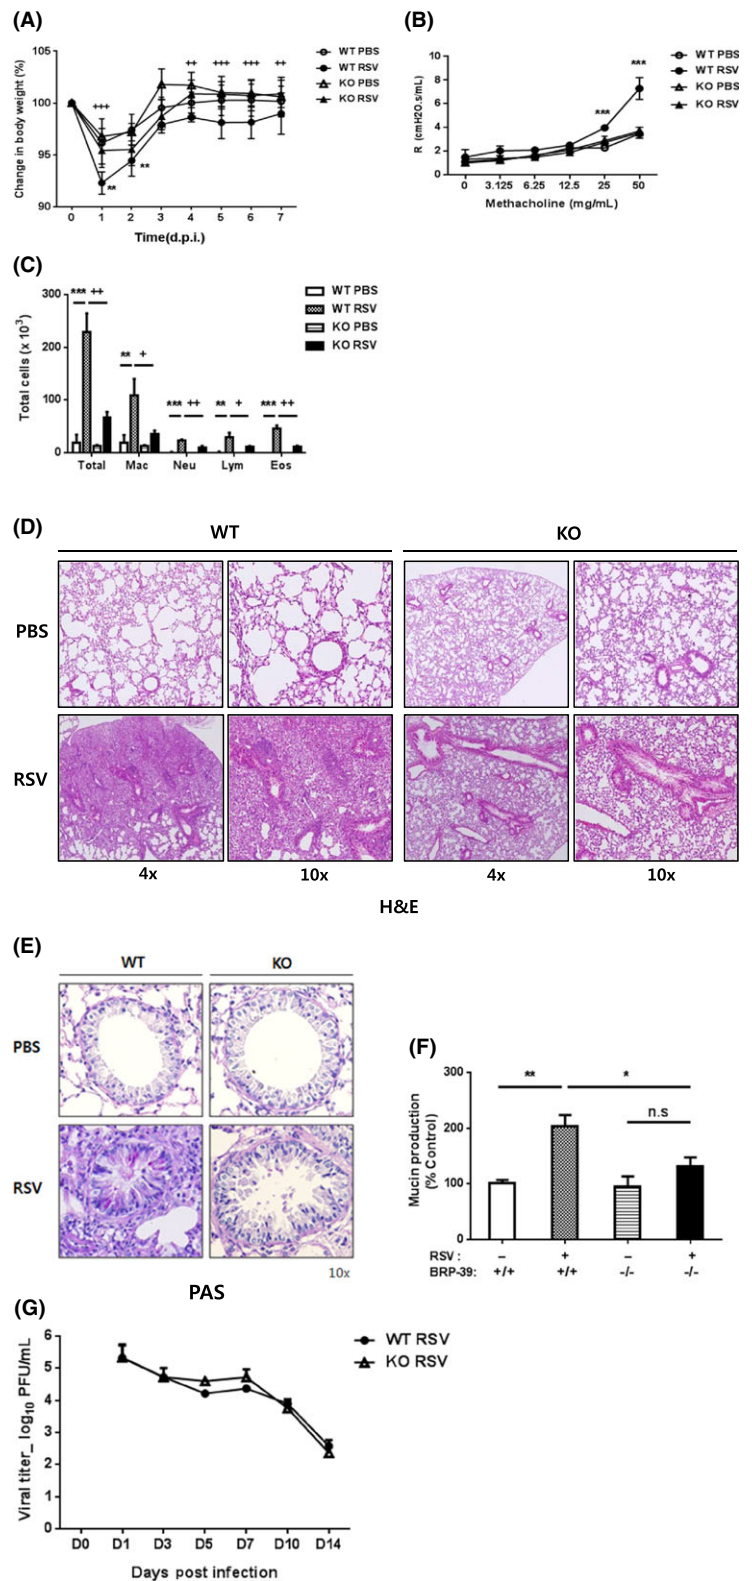 (A)
105
100
95
90
Change in body weight (%)
0 1 2 3 4 5 6 7
Time(d.p.i.)
+++
**
**
++ +++ +++ ++
WT PBS
WT RSV
KO PBS
KO RSV
(B)
10
8
6
4
2
0
R (cmH2O.s/mL)
0 3.125 6.25 12.5 25 50
Methacholine (mg/mL)
***
***
WT PBS
WT RSV
KO PBS
KO RSV
(C)
300
200
100
0
Total cells (x 10³)
*** ++
** +
*** ++ ** + *** ++
Total Mac Neu Lym Eos
WT PBS
WT RSV
KO PBS
KO RSV
(D)
WT KO
PBS
RSV
4x 10x 4x 10x
H&E
(E)
WT KO
PBS
RSV
10x
PAS
(F)
300
200
100
0
Mucin production
(% Control)
** *
n.s
RSV : – + – +
BRP-39: +/+ +/+ -/- -/-
(G)
6
5
4
3
2
1
0
Viral titer_ log₁₀ PFU/mL
D0 D1 D3 D5 D7 D10 D14
Days post infection
WT RSV
KO RSV